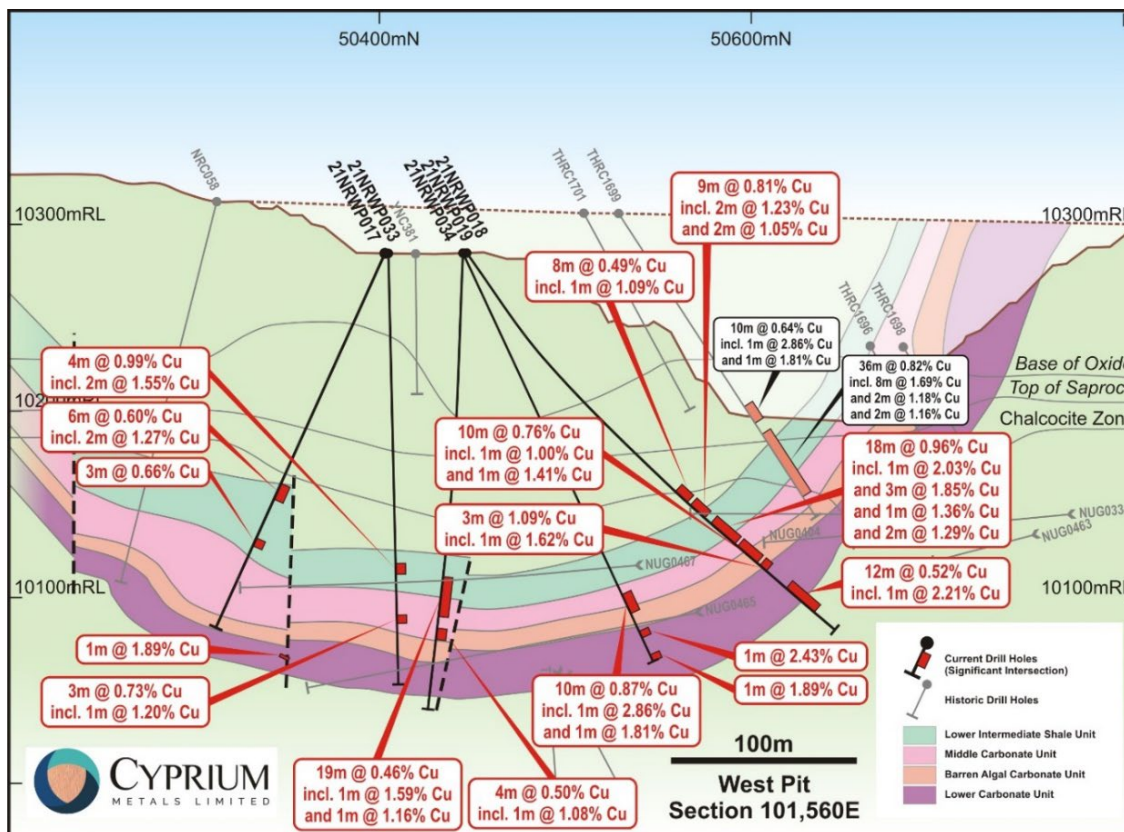 50400mN
50600mN
NRC058
21NRWP017
21NRWP033
YNC381
21NRWP034
21NRWP019
21NRWP018
THRC1701
THRC1699
10300mRL
10300mRL
9m @ 0.81% Cu
incl. 2m @ 1.23% Cu
and 2m @ 1.05% Cu
8m @ 0.49% Cu
incl. 1m @ 1.09% Cu
THRC1696
THRC1698
10m @ 0.64% Cu
incl. 1m @ 2.86% Cu
and 1m @ 1.81% Cu
36m @ 0.82% Cu
incl. 8m @ 1.69% Cu
and 2m @ 1.18% Cu
and 2m @ 1.16% Cu
Base of Oxide
Top of Saproc
Chalcocite Zon
4m @ 0.99% Cu
incl. 2m @ 1.55% Cu
10200mRL
6m @ 0.60% Cu
incl. 2m @ 1.27% Cu
3m @ 0.66% Cu
10m @ 0.76% Cu
incl. 1m @ 1.00% Cu
and 1m @ 1.41% Cu
18m @ 0.96% Cu
incl. 1m @ 2.03% Cu
and 3m @ 1.85% Cu
and 1m @ 1.36% Cu
and 2m @ 1.29% Cu
3m @ 1.09% Cu
incl. 1m @ 1.62% Cu
NUG033
NUG0463
NUG0484
NUG0467
NUG0465
10100mRL
10100mRL
12m @ 0.52% Cu
incl. 1m @ 2.21% Cu
1m @ 1.89% Cu
3m @ 0.73% Cu
incl. 1m @ 1.20% Cu
1m @ 2.43% Cu
1m @ 1.89% Cu
10m @ 0.87% Cu
incl. 1m @ 2.86% Cu
and 1m @ 1.81% Cu
19m @ 0.46% Cu
incl. 1m @ 1.59% Cu
and 1m @ 1.16% Cu
4m @ 0.50% Cu
incl. 1m @ 1.08% Cu
100m
West Pit
Section 101,560E
CYPRIUM
METALS LIMITED
Current Drill Holes
(Significant Intersection)
Historic Drill Holes
Lower Intermediate Shale Unit
Middle Carbonate Unit
Barren Algal Carbonate Unit
Lower Carbonate Unit